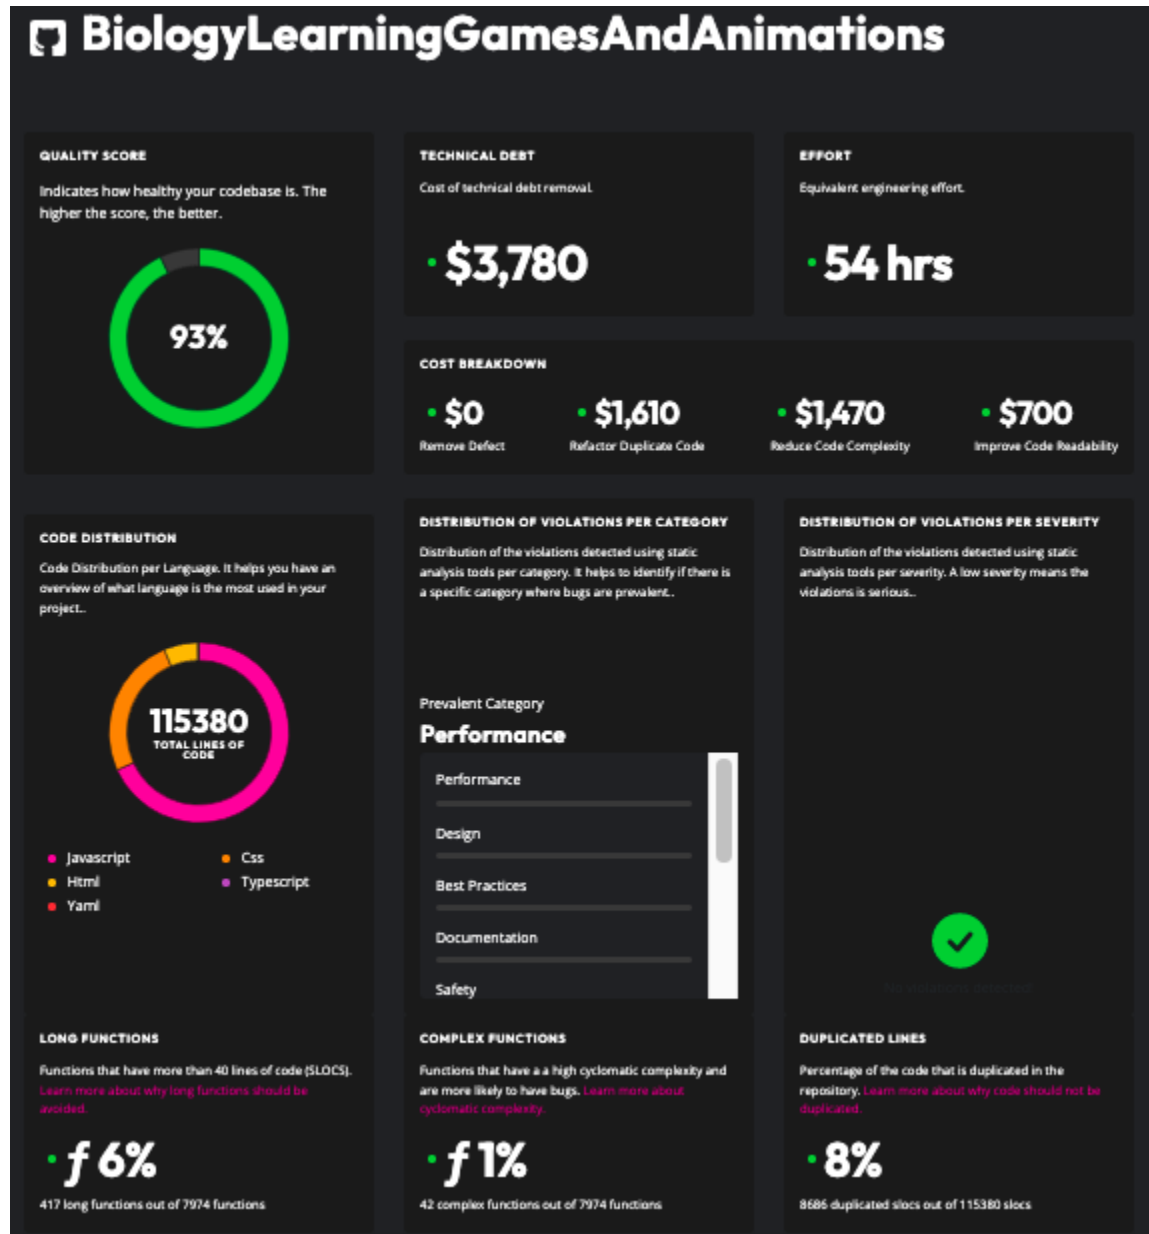 BiologyLearningGamesAndAnimations
QUALITY SCORE
Indicates how healthy your codebase is. The
higher the score, the better.
93%
TECHNICAL DEBT
Cost of technical debt removal.
$3,780
EFFORT
Equivalent engineering effort.
54 hrs
COST BREAKDOWN
$0
Remove Defect
$1,610
Refactor Duplicate Code
$1,470
Reduce Code Complexity
$700
Improve Code Readability
CODE DISTRIBUTION
Code Distribution per Language. It helps you have an
overview of what language is the most used in your
project..
115380
TOTAL LINES OF
CODE
Javascript
Css
Html
Typescript
Yaml
DISTRIBUTION OF VIOLATIONS PER CATEGORY
Distribution of the violations detected using static
analysis tools per category. It helps to identify if there is
a specific category where bugs are prevalent..
Prevalent Category
Performance
Performance
Design
Best Practices
Documentation
Safety
DISTRIBUTION OF VIOLATIONS PER SEVERITY
Distribution of the violations detected using static
analysis tools per severity. A low severity means the
violations is serious..
No violations detected
LONG FUNCTIONS
Functions that have more than 40 lines of code (SLOCS).
Learn more about why long functions should be
avoided.
ƒ 6%
417 long functions out of 7974 functions
COMPLEX FUNCTIONS
Functions that have a a high cyclomatic complexity and
are more likely to have bugs. Learn more about
cyclomatic complexity.
ƒ 1%
42 complex functions out of 7974 functions
DUPLICATED LINES
Percentage of the code that is duplicated in the
repository. Learn more about why code should not be
duplicated.
8%
8686 duplicated slocs out of 115380 slocs